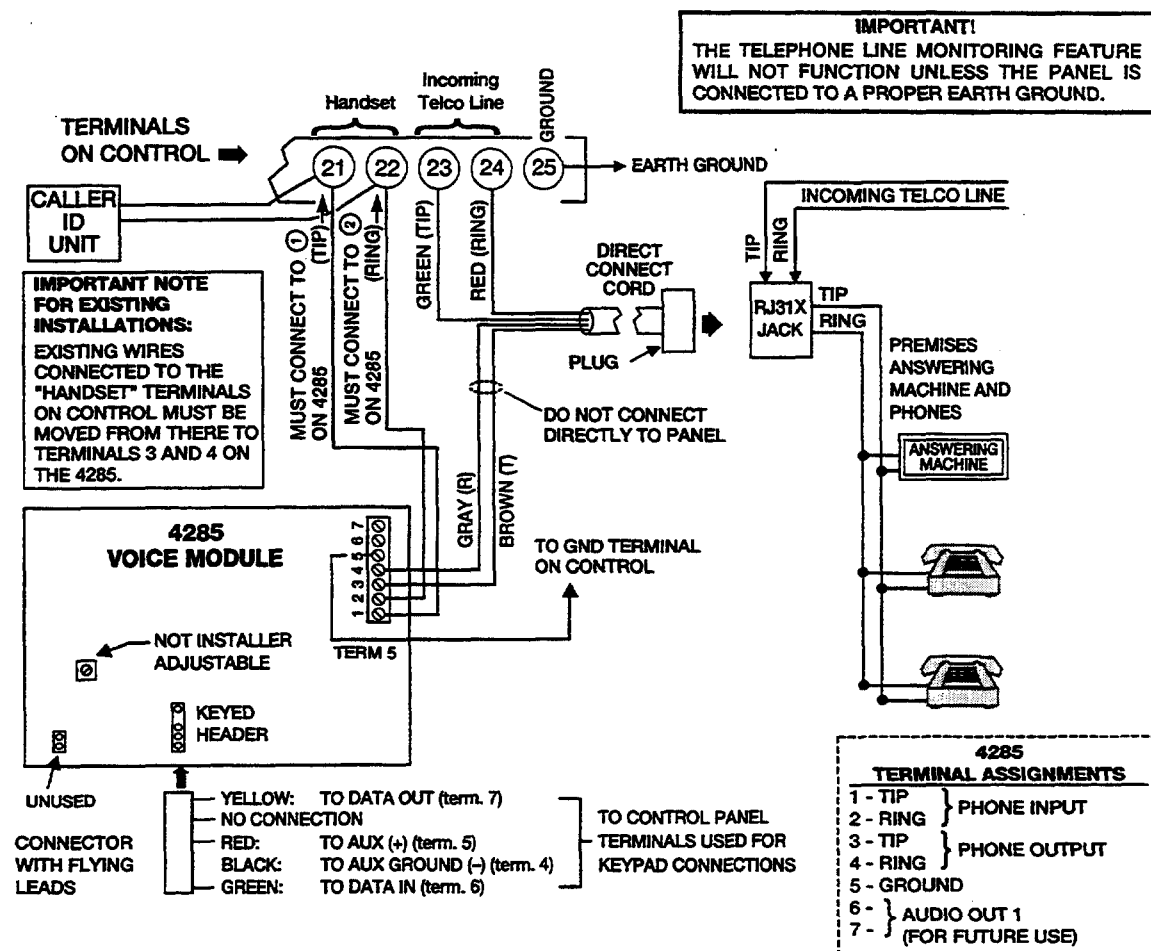 IMPORTANT!
THE TELEPHONE LINE MONITORING FEATURE
WILL NOT FUNCTION UNLESS THE PANEL IS
CONNECTED TO A PROPER EARTH GROUND.
TERMINALS
ON CONTROL
Handset
Incoming
Telco Line
GROUND
21
22
23
24
25
EARTH GROUND
CALLER
ID
UNIT
INCOMING TELCO LINE
TIP
RING
MUST CONNECT TO 1 (TIP)
ON 4285
MUST CONNECT TO 2 (RING)
ON 4285
GREEN (TIP)
RED (RING)
DIRECT
CONNECT
CORD
PLUG
RJ31X
JACK
TIP
RING
IMPORTANT NOTE
FOR EXISTING
INSTALLATIONS:
EXISTING WIRES
CONNECTED TO THE
"HANDSET" TERMINALS
ON CONTROL MUST BE
MOVED FROM THERE TO
TERMINALS 3 AND 4 ON
THE 4285.
PREMISES
ANSWERING
MACHINE AND
PHONES
DO NOT CONNECT
DIRECTLY TO PANEL
ANSWERING
MACHINE
GRAY (R)
BROWN (T)
4285
VOICE MODULE
1 2 3 4 5 6 7
TO GND TERMINAL
ON CONTROL
NOT INSTALLER
ADJUSTABLE
TERM 5
KEYED
HEADER
UNUSED
CONNECTOR
WITH FLYING
LEADS
YELLOW: TO DATA OUT (term. 7)
NO CONNECTION
RED: TO AUX (+) (term. 5)
BLACK: TO AUX GROUND (–) (term. 4)
GREEN: TO DATA IN (term. 6)
TO CONTROL PANEL
TERMINALS USED FOR
KEYPAD CONNECTIONS
4285
TERMINAL ASSIGNMENTS
1 - TIP
2 - RING
PHONE INPUT
3 - TIP
4 - RING
PHONE OUTPUT
5 - GROUND
6 -
7 -
AUDIO OUT 1
(FOR FUTURE USE)